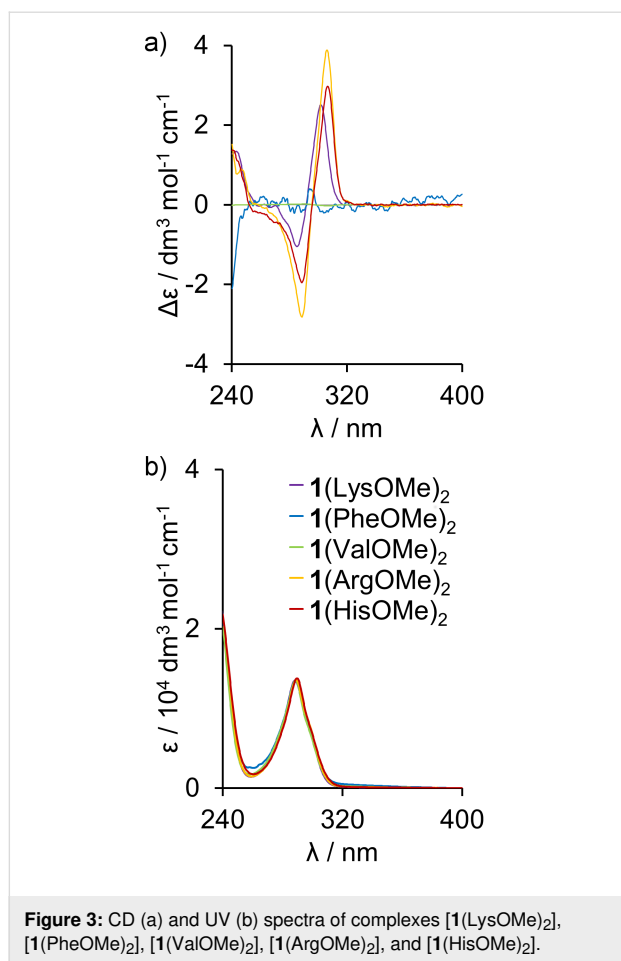 a)
4
2
0
-2
-4
Δε / dm³ mol⁻¹ cm⁻¹
240 320 400
λ / nm
b)
4
2
0
ε / 10⁴ dm³ mol⁻¹ cm⁻¹
1(LysOMe)₂
1(PheOMe)₂
1(ValOMe)₂
1(ArgOMe)₂
1(HisOMe)₂
240 320 400
λ / nm
Figure 3: CD (a) and UV (b) spectra of complexes [1(LysOMe)₂],
[1(PheOMe)₂], [1(ValOMe)₂], [1(ArgOMe)₂], and [1(HisOMe)₂].